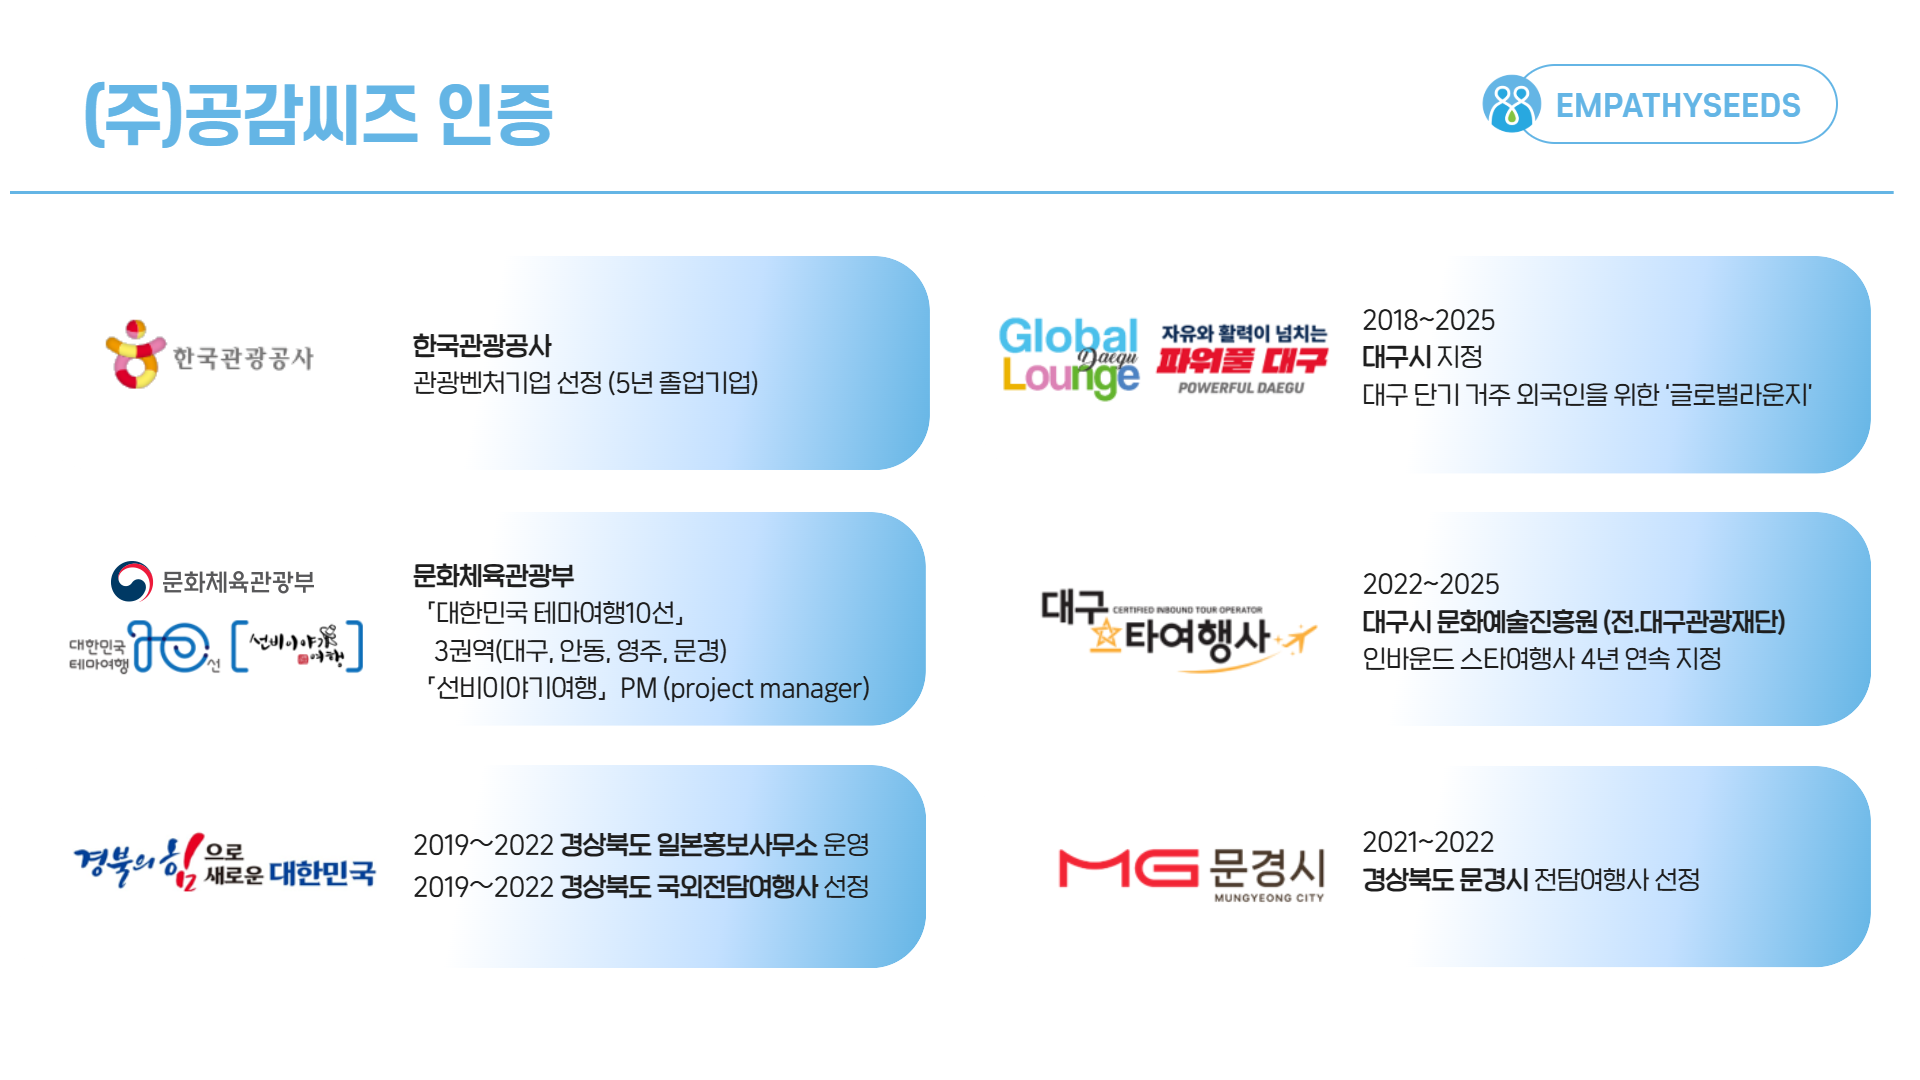 (주)공감씨즈 인증
EMPATHYSEEDS
한국관광공사
한국관광공사
관광벤처기업 선정 (5년 졸업기업)
Global
Daegu
Lounge
자유와 활력이 넘치는
파워풀 대구
POWERFUL DAEGU
2018~2025
대구시 지정
대구 단기 거주 외국인을 위한 '글로벌라운지'
문화체육관광부
대한민국
테마여행 10선
선비이야기
여행
문화체육관광부
「대한민국 테마여행10선」
3권역(대구, 안동, 영주, 문경)
「선비이야기여행」 PM (project manager)
대구
CERTIFIED INBOUND TOUR OPERATOR
스타여행사
2022~2025
대구시 문화예술진흥원 (전.대구관광재단)
인바운드 스타여행사 4년 연속 지정
경북의 힘으로
새로운 대한민국
2019～2022 경상북도 일본홍보사무소 운영
2019～2022 경상북도 국외전담여행사 선정
MG 문경시
MUNGYEONG CITY
2021~2022
경상북도 문경시 전담여행사 선정